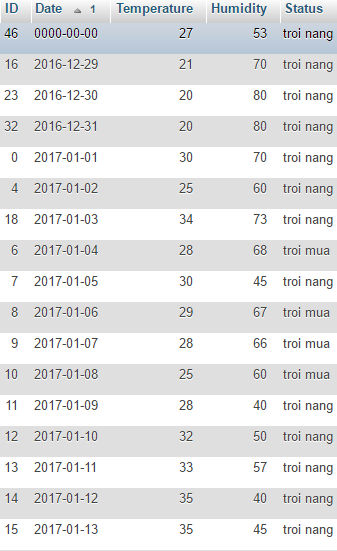 ID Date 1 Temperature Humidity Status
46 0000-00-00 27 53 troi nang
16 2016-12-29 21 70 troi nang
23 2016-12-30 20 80 troi nang
32 2016-12-31 20 80 troi nang
0 2017-01-01 30 70 troi nang
4 2017-01-02 25 60 troi nang
18 2017-01-03 34 73 troi nang
6 2017-01-04 28 68 troi mua
7 2017-01-05 30 45 troi nang
8 2017-01-06 29 67 troi mua
9 2017-01-07 28 66 troi mua
10 2017-01-08 25 60 troi mua
11 2017-01-09 28 40 troi nang
12 2017-01-10 32 50 troi nang
13 2017-01-11 33 57 troi nang
14 2017-01-12 35 40 troi nang
15 2017-01-13 35 45 troi nang